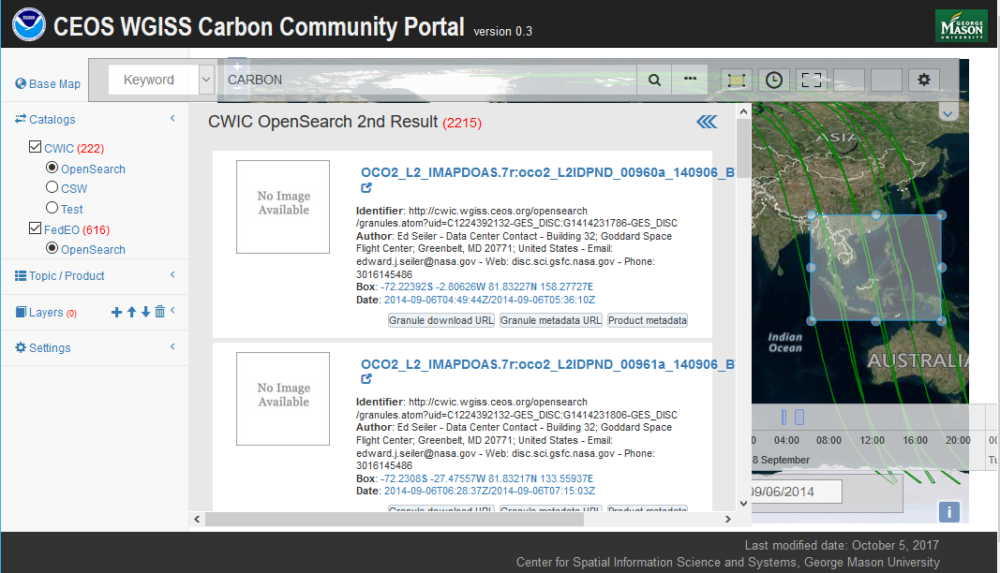 NOAA
CEOS WGISS Carbon Community Portal version 0.3
GEORGE
MASON
UNIVERSITY
Base Map
Keyword
CARBON
Catalogs
CWIC (222)
OpenSearch
CSW
Test
FedEO (616)
OpenSearch
Topic / Product
Layers (0)
Settings
CWIC OpenSearch 2nd Result (2215)
No Image
Available
OCO2_L2_IMAPDOAS.7r:oco2_L2IDPND_00960a_140906_B
Identifier: http://cwic.wgiss.ceos.org/opensearch
/granules.atom?uid=C1224392132-GES_DISC:G1414231786-GES_DISC
Author: Ed Seiler - Data Center Contact - Building 32; Goddard Space
Flight Center; Greenbelt, MD 20771; United States - Email:
edward.j.seiler@nasa.gov - Web: disc.sci.gsfc.nasa.gov - Phone:
3016145486
Box: -72.22392S -2.80626W 81.83227N 158.27727E
Date: 2014-09-06T04:49:44Z/2014-09-06T05:36:10Z
Granule download URL Granule metadata URL Product metadata
No Image
Available
OCO2_L2_IMAPDOAS.7r:oco2_L2IDPND_00961a_140906_B
Identifier: http://cwic.wgiss.ceos.org/opensearch
/granules.atom?uid=C1224392132-GES_DISC:G1414231806-GES_DISC
Author: Ed Seiler - Data Center Contact - Building 32; Goddard Space
Flight Center; Greenbelt, MD 20771; United States - Email:
edward.j.seiler@nasa.gov - Web: disc.sci.gsfc.nasa.gov - Phone:
3016145486
Box: -72.2308S -27.47557W 81.83217N 133.55937E
Date: 2014-09-06T06:28:37Z/2014-09-06T07:15:03Z
Granule download URL Granule metadata URL Product metadata
ASIA
Indian
Ocean
AUSTRALIA
0 04:00 08:00 12:00 16:00 20:00 00
8 September Tu
09/06/2014
i
Last modified date: October 5, 2017
Center for Spatial Information Science and Systems, George Mason University